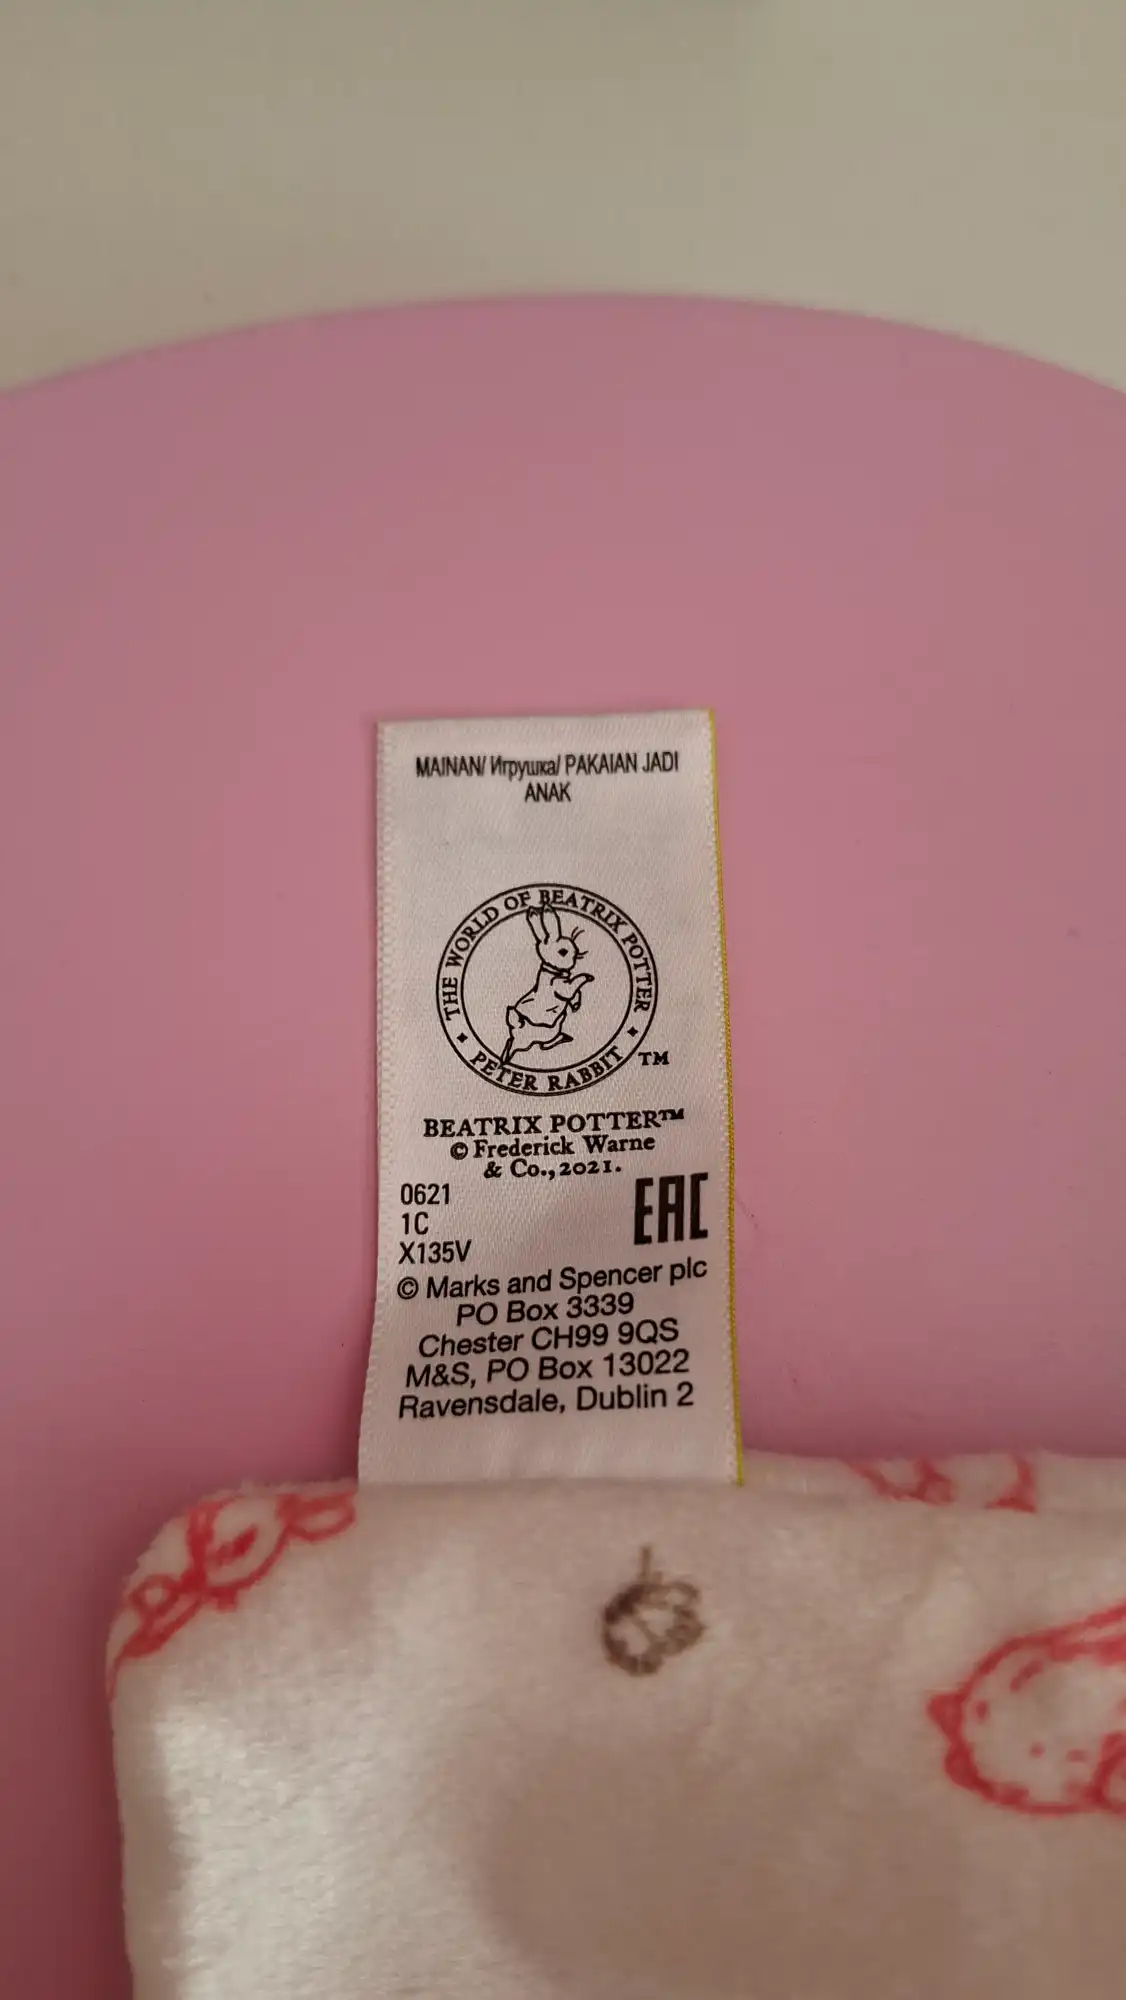 MAINAN/ Игрушка/ PAKAIAN JADI
ANAK
THE WORLD OF BEATRIX POTTER
PETER RABBIT
TM
BEATRIX POTTER™
© Frederick Warne
& Co., 2021.
0621
1C
X135V
EAC
© Marks and Spencer plc
PO Box 3339
Chester CH99 9QS
M&S, PO Box 13022
Ravensdale, Dublin 2